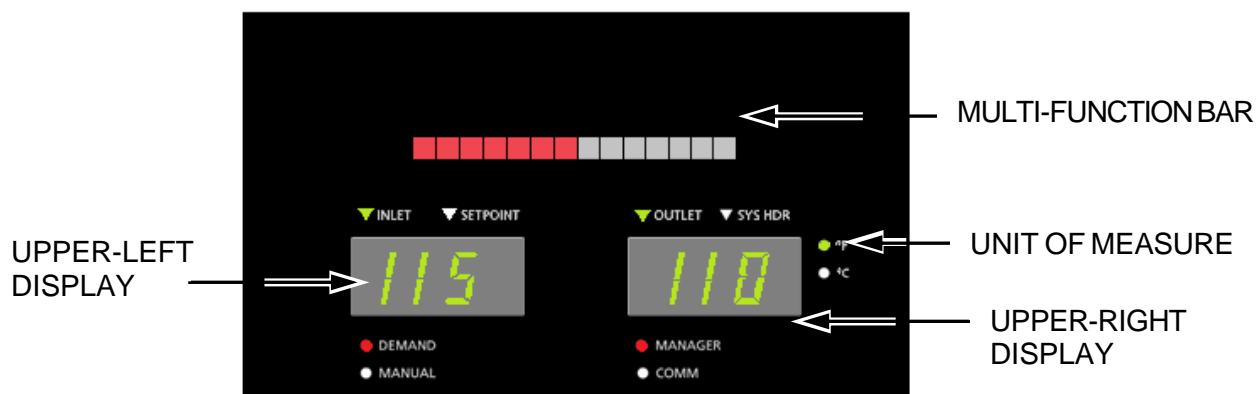 MULTI-FUNCTION BAR
INLET SETPOINT OUTLET SYS HDR
UPPER-LEFT
DISPLAY
115 110
°F
°C
UNIT OF MEASURE
UPPER-RIGHT
DISPLAY
DEMAND MANAGER
MANUAL COMM